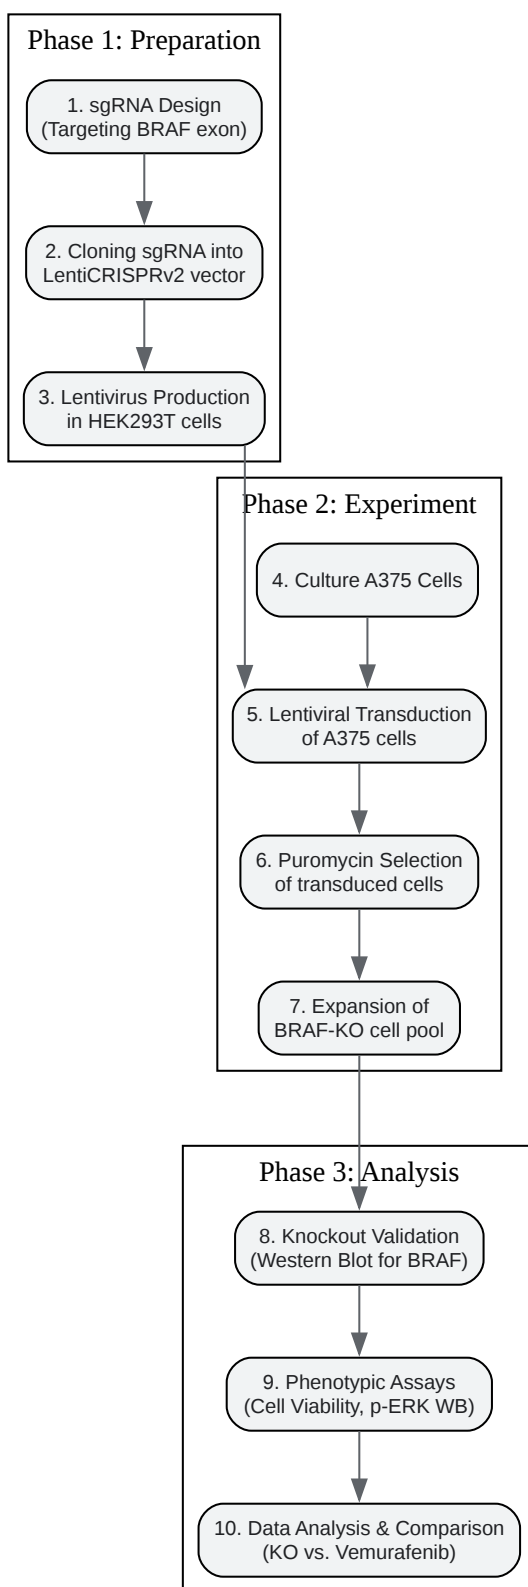 Phase 1: Preparation
1. sgRNA Design
(Targeting BRAF exon)
2. Cloning sgRNA into
LentiCRISPRv2 vector
3. Lentivirus Production
in HEK293T cells
Phase 2: Experiment
4. Culture A375 Cells
5. Lentiviral Transduction
of A375 cells
6. Puromycin Selection
of transduced cells
7. Expansion of
BRAF-KO cell pool
Phase 3: Analysis
8. Knockout Validation
(Western Blot for BRAF)
9. Phenotypic Assays
(Cell Viability, p-ERK WB)
10. Data Analysis & Comparison
(KO vs. Vemurafenib)